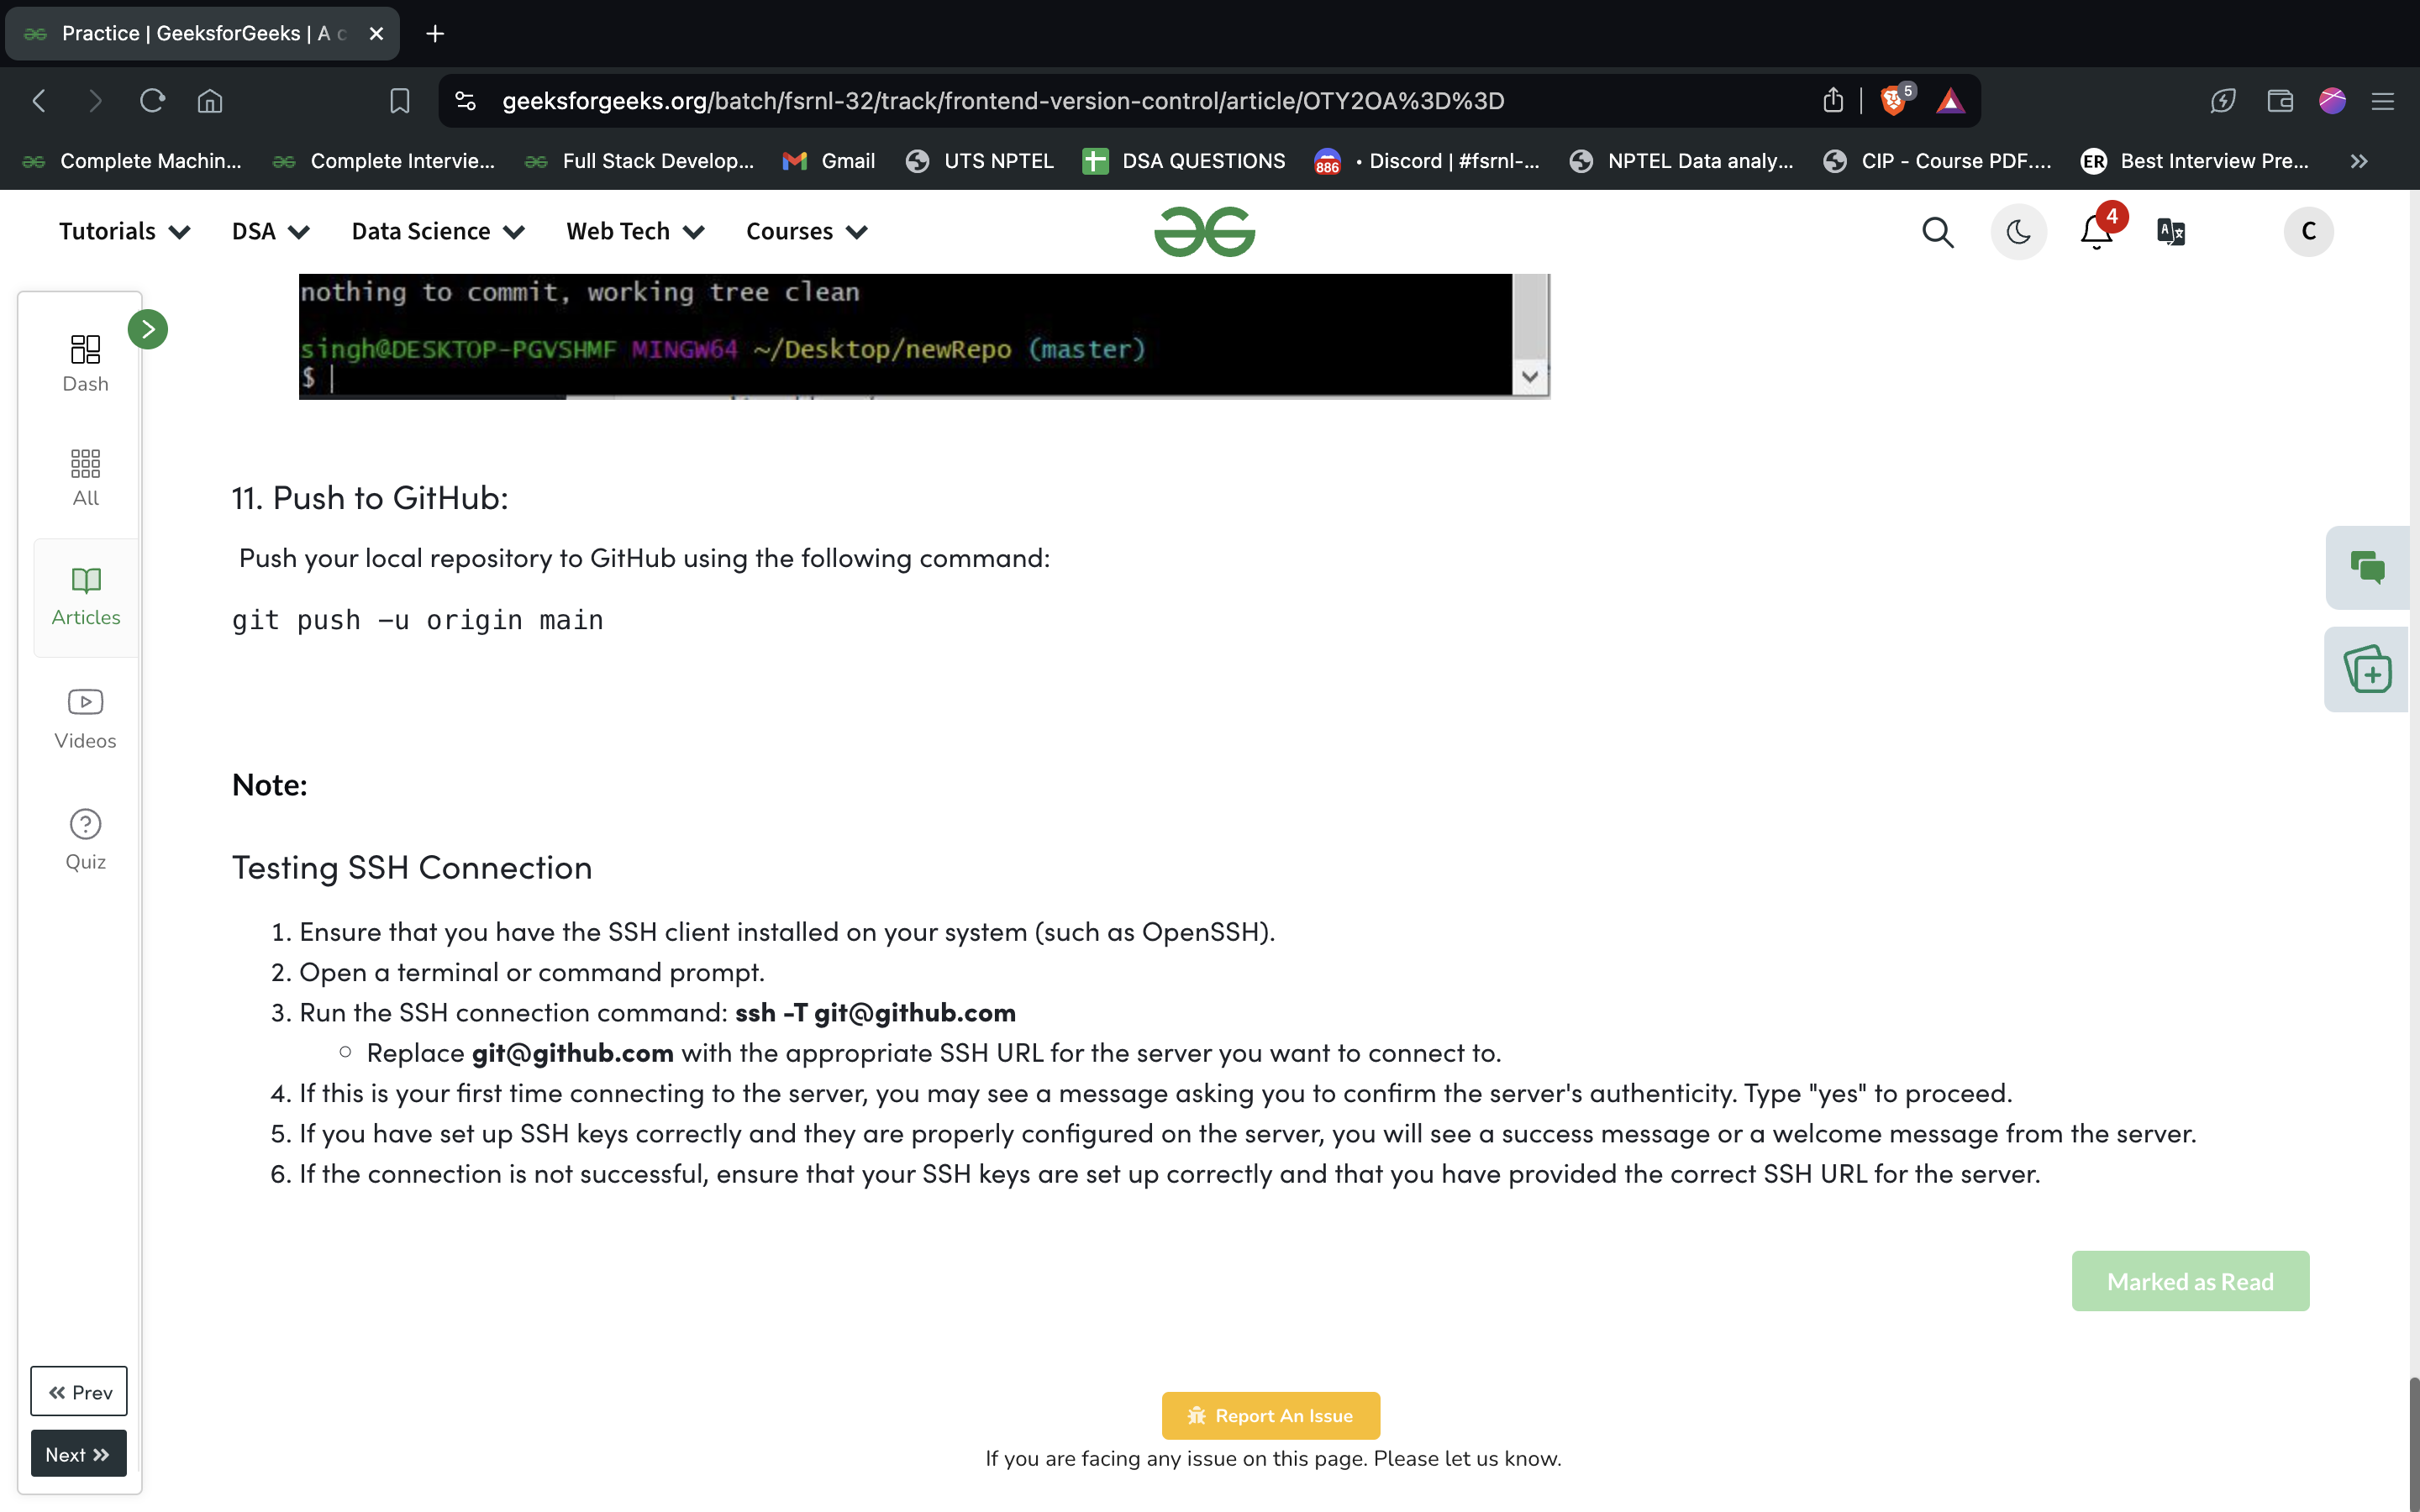 Practice | GeeksforGeeks | A c
geeksforgeeks.org/batch/fsrnl-32/track/frontend-version-control/article/OTY2OA%3D%3D
5
Complete Machin... Complete Intervie... Full Stack Develop... Gmail UTS NPTEL DSA QUESTIONS 886 • Discord | #fsrnl-... NPTEL Data analy... CIP - Course PDF.... ER Best Interview Pre...
Tutorials DSA Data Science Web Tech Courses 4 A C
nothing to commit, working tree clean
singh@DESKTOP-PGVSHMF MINGW64 ~/Desktop/newRepo (master)
$
Dash
All
Articles
Videos
Quiz
11. Push to GitHub:
Push your local repository to GitHub using the following command:
git push –u origin main
Note:
Testing SSH Connection
1. Ensure that you have the SSH client installed on your system (such as OpenSSH).
2. Open a terminal or command prompt.
3. Run the SSH connection command: ssh -T git@github.com
○ Replace git@github.com with the appropriate SSH URL for the server you want to connect to.
4. If this is your first time connecting to the server, you may see a message asking you to confirm the server's authenticity. Type "yes" to proceed.
5. If you have set up SSH keys correctly and they are properly configured on the server, you will see a success message or a welcome message from the server.
6. If the connection is not successful, ensure that your SSH keys are set up correctly and that you have provided the correct SSH URL for the server.
Marked as Read
Prev
Next
Report An Issue
If you are facing any issue on this page. Please let us know.